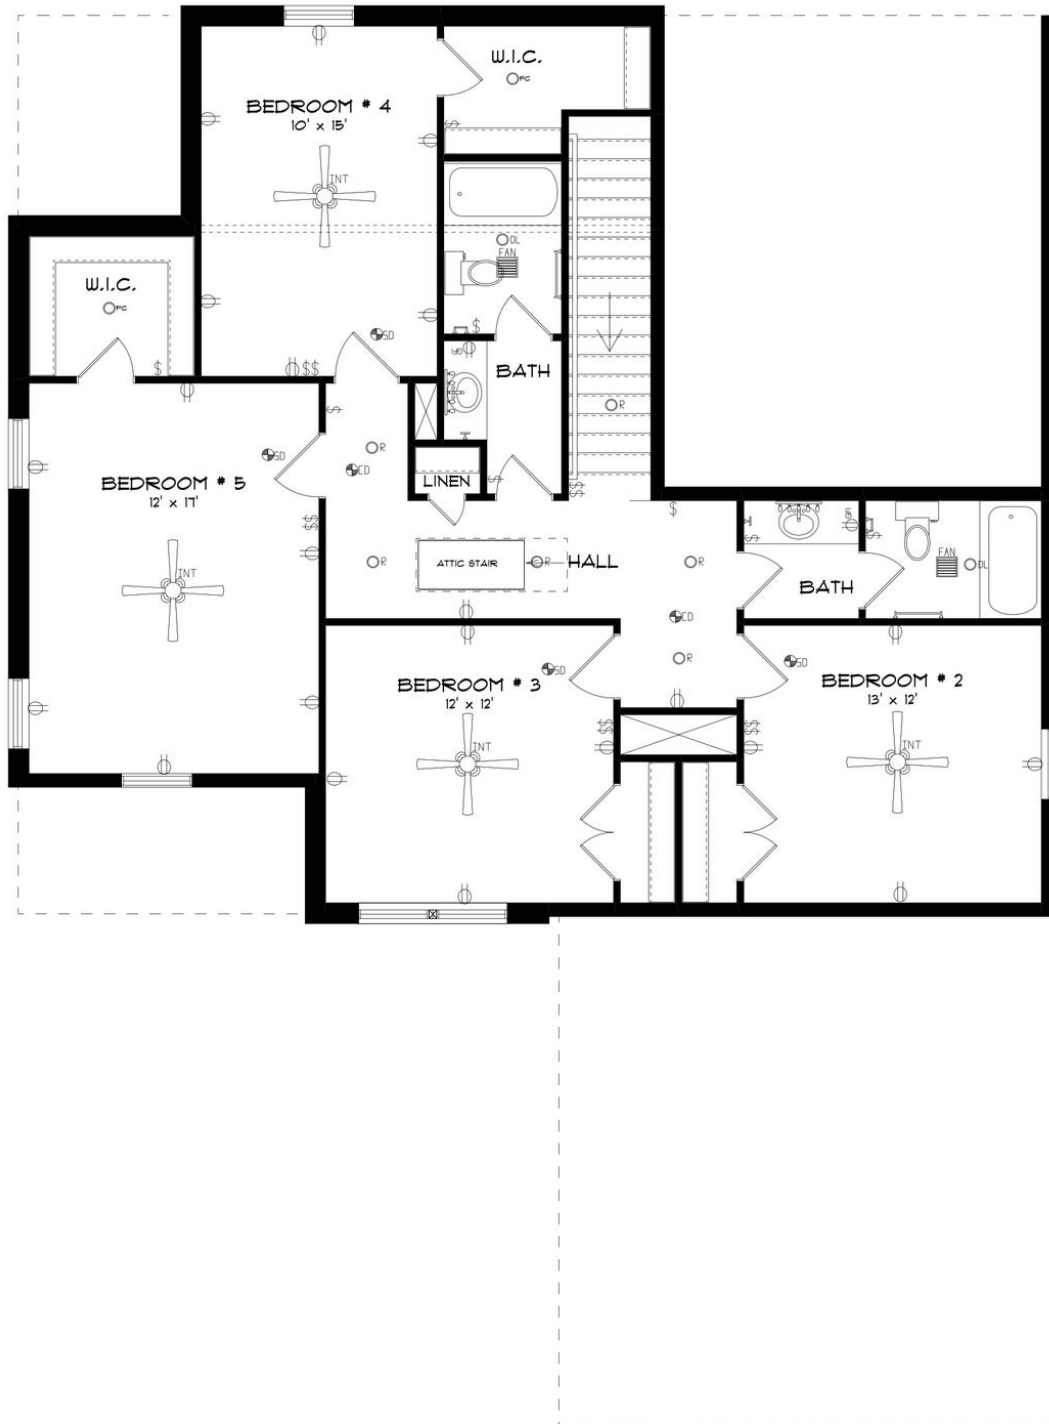 W.I.C.
PC
BEDROOM # 4
10' x 15'
$
INT
DL
FAN
W.I.C.
PC
$
SD
$
$$
BATH
$
R
SD
R
CD
BEDROOM # 5
12' x 17'
LINEN
$
$$
$
$$
INT
R
ATTIC STAIR
R
HALL
R
$
$
FAN
DL
BATH
CD
SD
R
SD
BEDROOM # 3
12' x 12'
BEDROOM # 2
13' x 12'
$$
$$
INT
INT